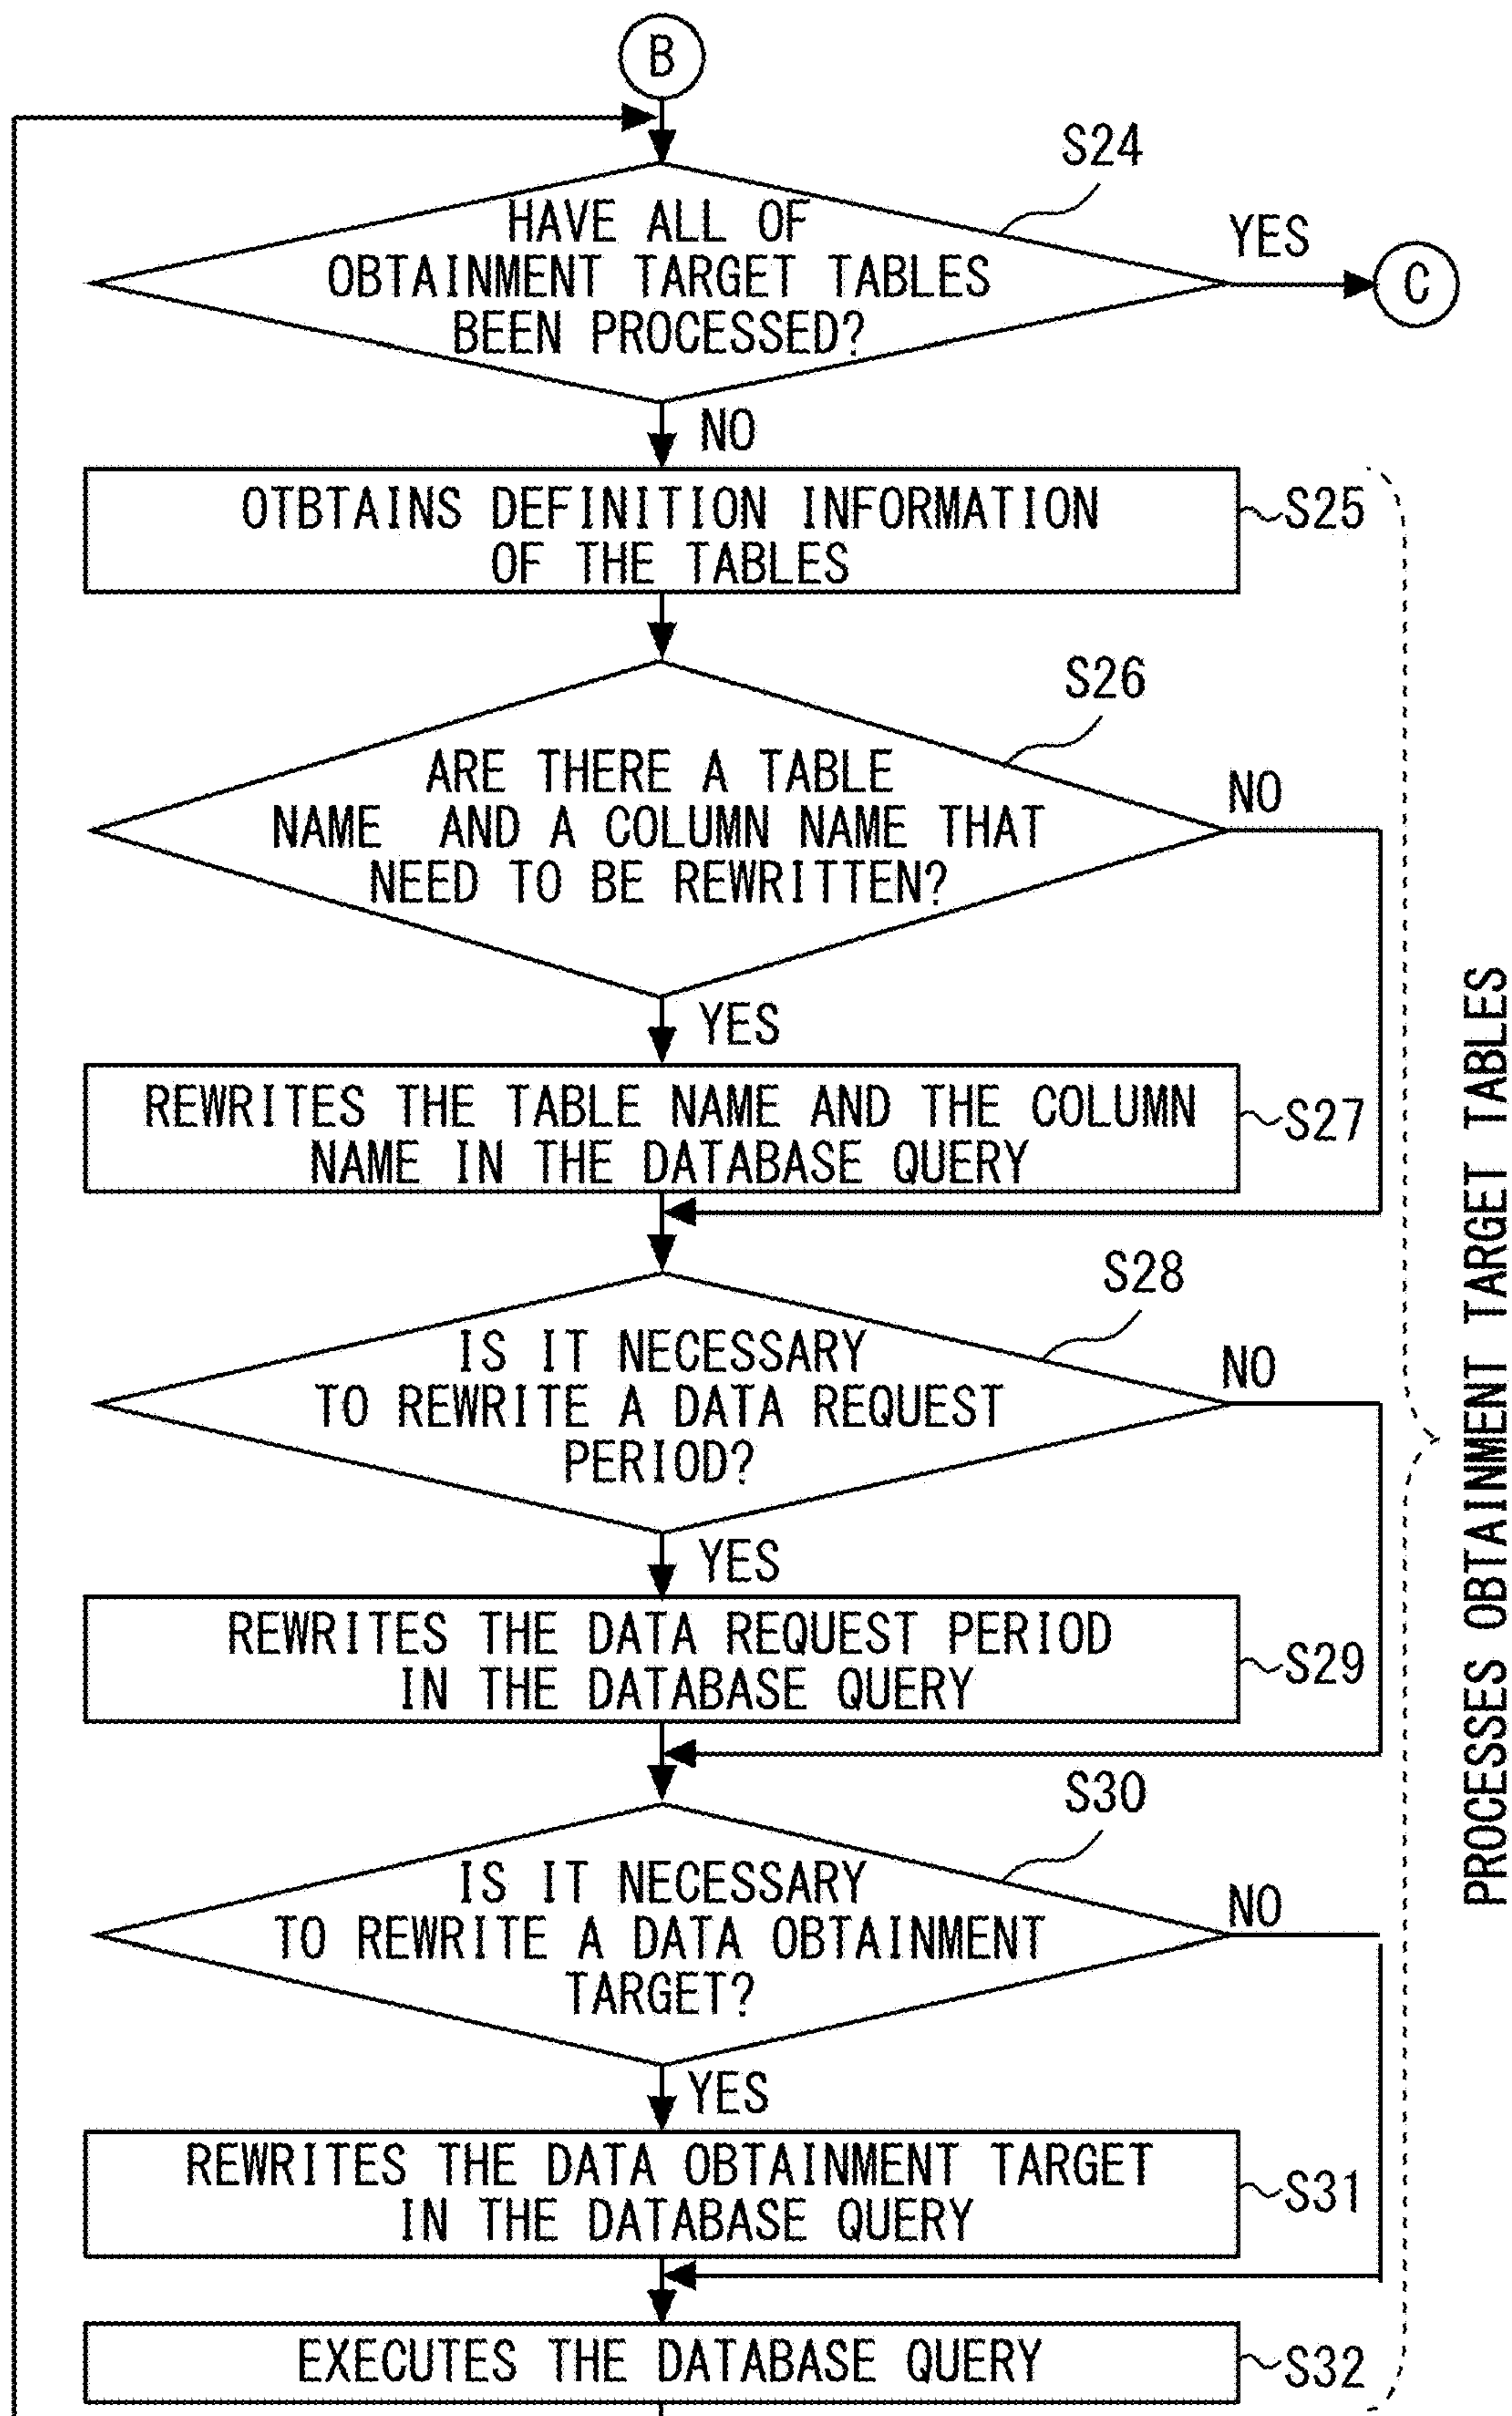 B
S24
HAVE ALL OF
OBTAINMENT TARGET TABLES
BEEN PROCESSED?
YES
C
NO
OTBTAINS DEFINITION INFORMATION
OF THE TABLES
S25
S26
ARE THERE A TABLE
NAME AND A COLUMN NAME THAT
NEED TO BE REWRITTEN?
NO
YES
REWRITES THE TABLE NAME AND THE COLUMN
NAME IN THE DATABASE QUERY
S27
S28
IS IT NECESSARY
TO REWRITE A DATA REQUEST
PERIOD?
NO
YES
REWRITES THE DATA REQUEST PERIOD
IN THE DATABASE QUERY
S29
S30
IS IT NECESSARY
TO REWRITE A DATA OBTAINMENT
TARGET?
NO
YES
REWRITES THE DATA OBTAINMENT TARGET
IN THE DATABASE QUERY
S31
EXECUTES THE DATABASE QUERY
S32
PROCESSES OBTAINMENT TARGET TABLES